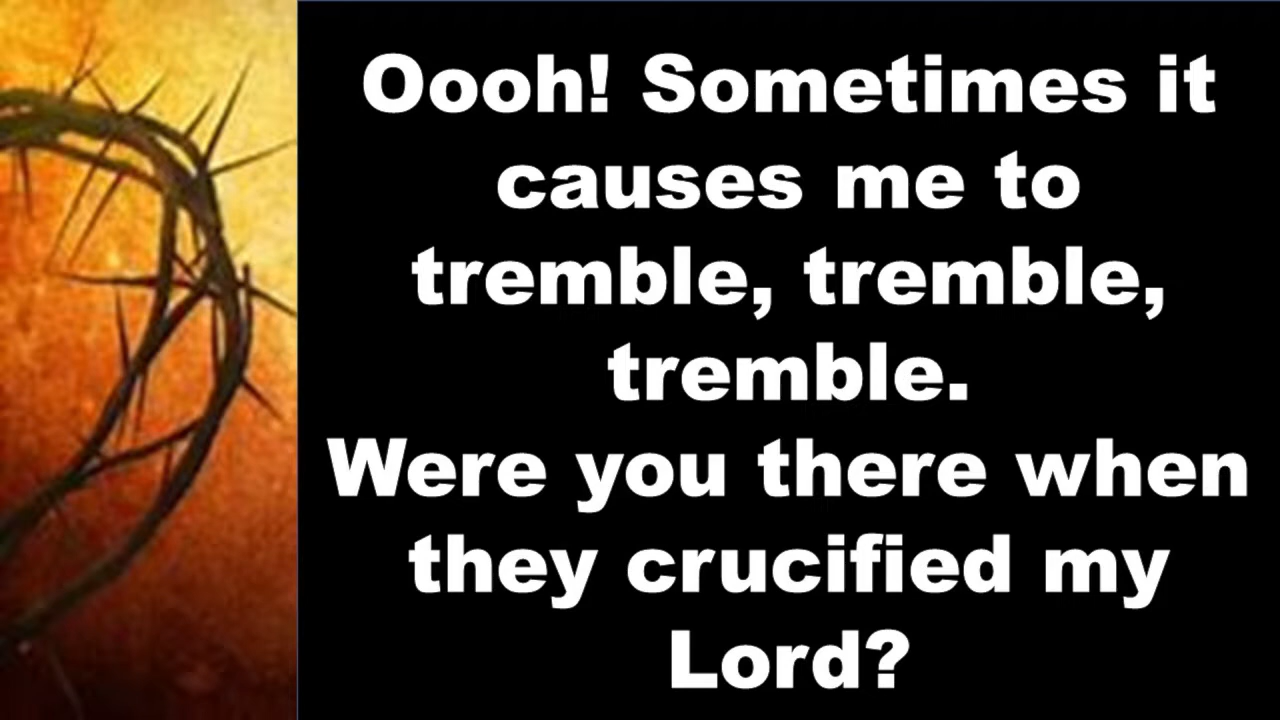 Oooh! Sometimes it
causes me to
tremble, tremble,
tremble.
Were you there when
they crucified my
Lord?